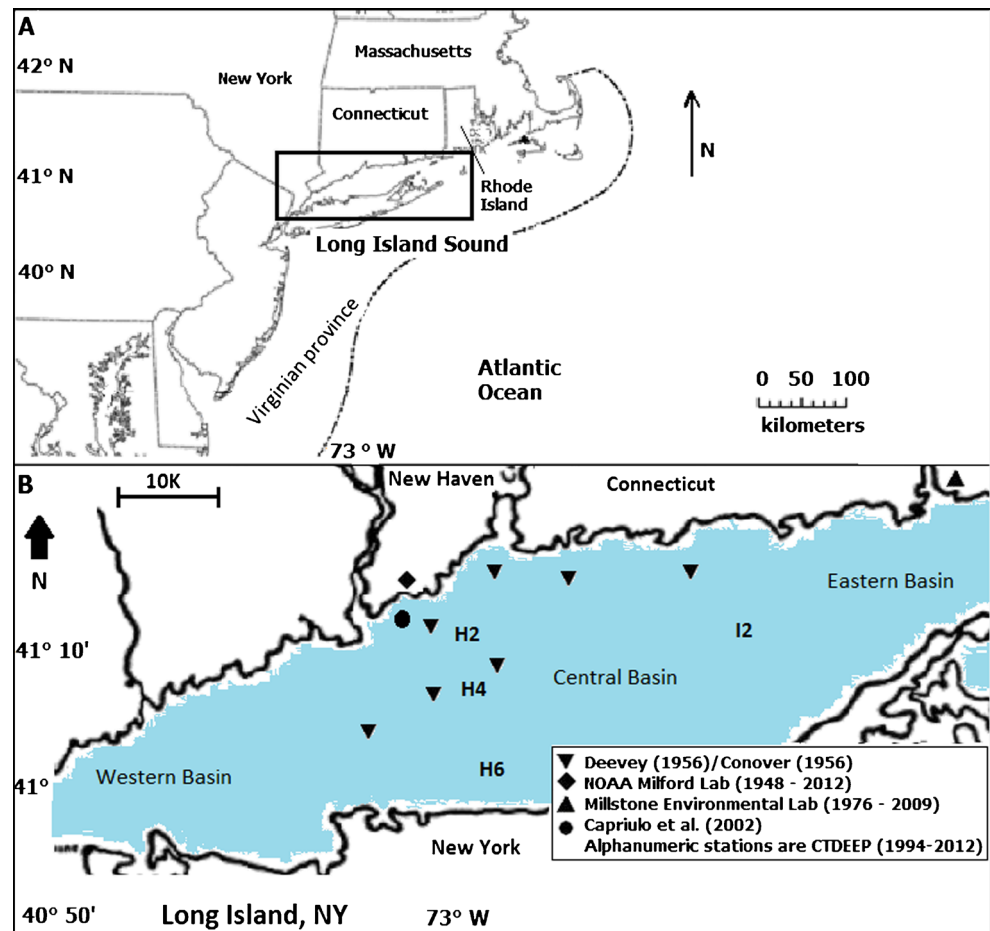 A
42° N
Massachusetts
New York
Connecticut
N
41° N
Rhode
Island
Long Island Sound
40° N
Virginian province
Atlantic
Ocean
0 50 100
kilometers
73 ° W
B
10K
New Haven
Connecticut
N
Eastern Basin
H2
I2
41° 10'
Central Basin
H4
Western Basin
H6
41°
Deevey (1956)/Conover (1956)
NOAA Milford Lab (1948 - 2012)
Millstone Environmental Lab (1976 - 2009)
Capriulo et al. (2002)
Alphanumeric stations are CTDEEP (1994-2012)
New York
40° 50'
Long Island, NY
73° W